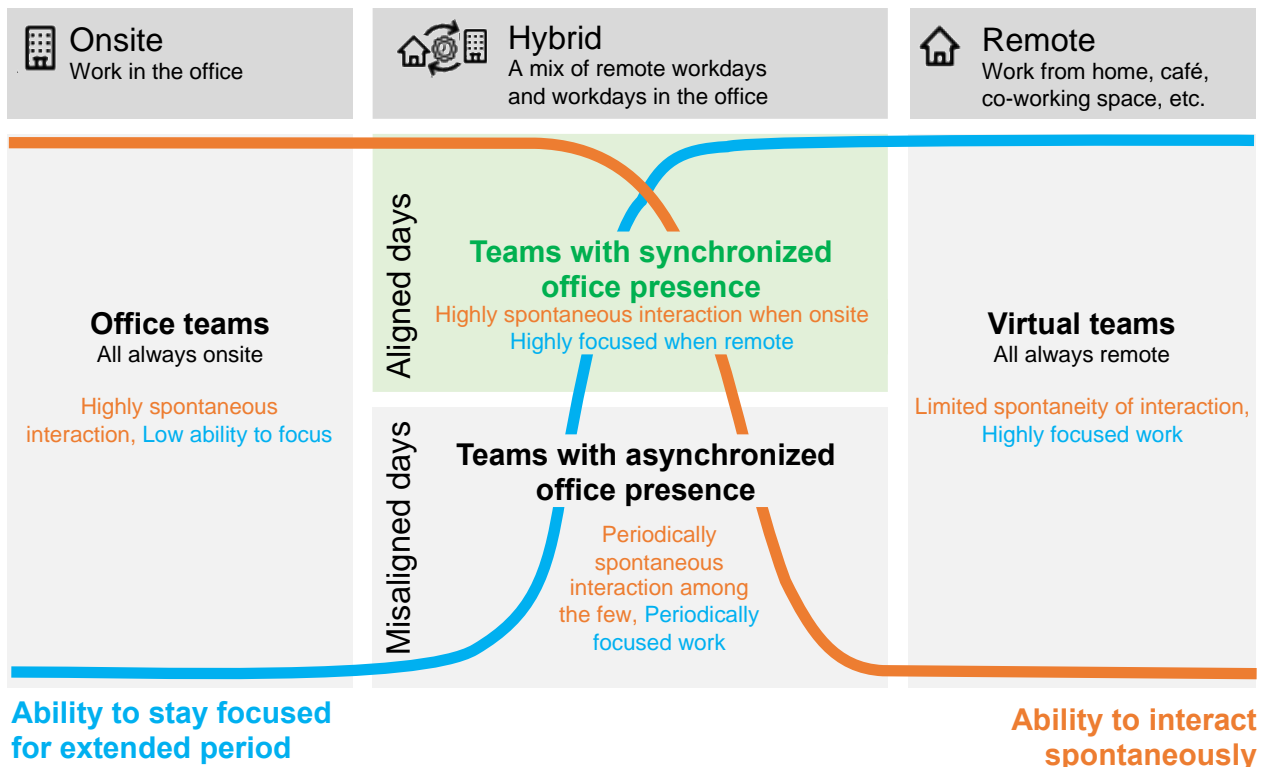 Onsite
Work in the office
Hybrid
A mix of remote workdays
and workdays in the office
Remote
Work from home, café,
co-working space, etc.
Office teams
All always onsite
Highly spontaneous
interaction, Low ability to focus
Aligned days
Teams with synchronized
office presence
Highly spontaneous interaction when onsite
Highly focused when remote
Misaligned days
Teams with asynchronized
office presence
Periodically
spontaneous
interaction among
the few, Periodically
focused work
Virtual teams
All always remote
Limited spontaneity of interaction,
Highly focused work
Ability to stay focused
for extended period
Ability to interact
spontaneously